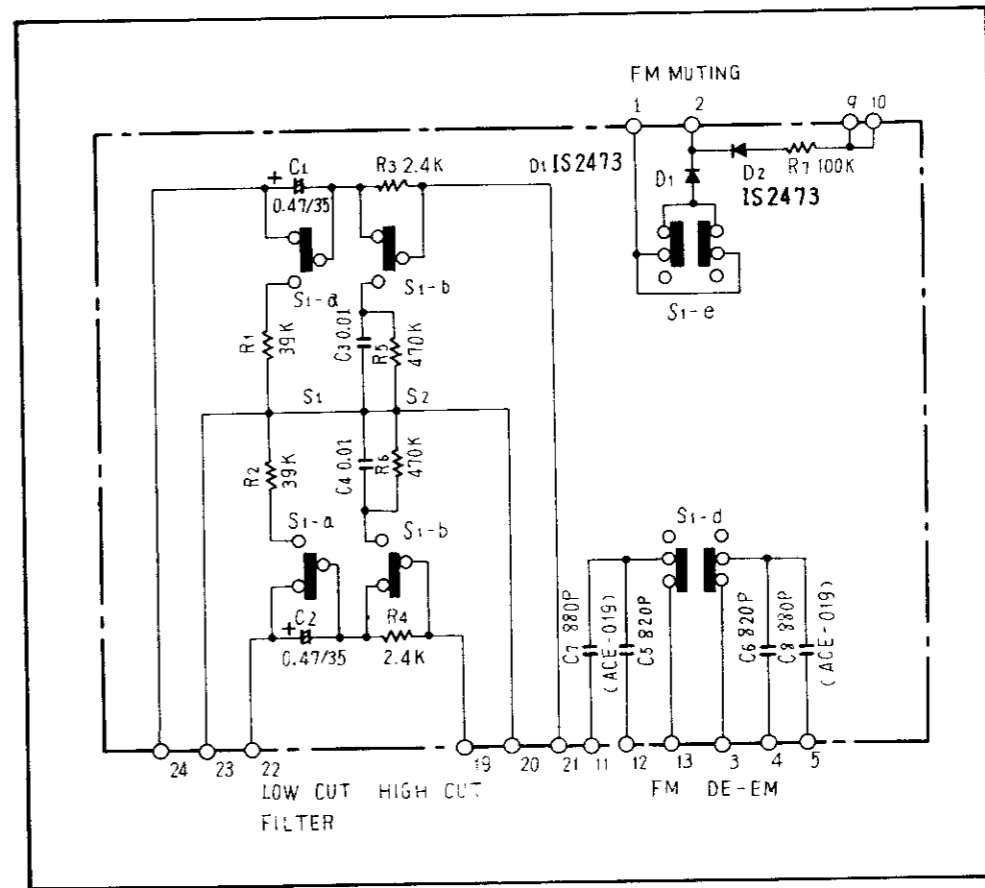 FM MUTING
1 2 9 10
C1 R3 2.4K D1 IS2473
+ 0.47/35
D1 D2 R7 100K
IS2473
S1-a S1-b S1-e
R1 39K C3 0.01 R5 470K
S1 S2
R2 39K C4 0.01 R6 470K
S1-a S1-b S1-d
+ C2 R4
0.47/35 2.4K
C7 880P (ACE-019) C5 820P C6 820P C8 880P (ACE-019)
24 23 22 19 20 21 11 12 13 3 4 5
LOW CUT HIGH CUT FM DE-EM
FILTER